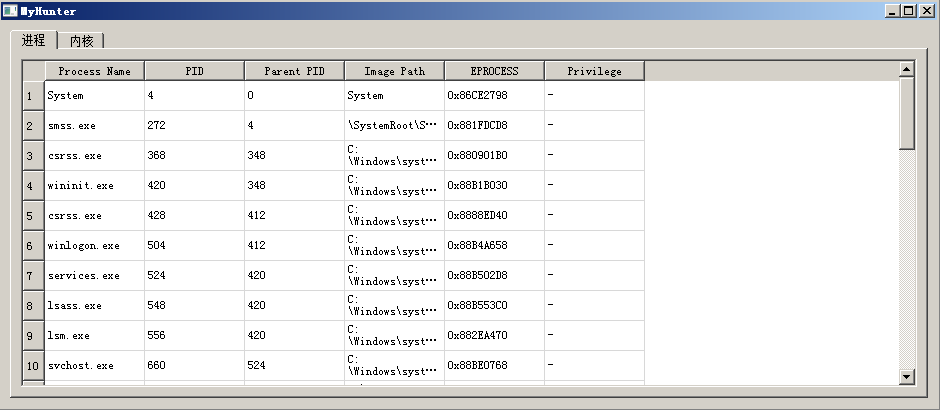 MyHunter
进程 内核
Process Name PID Parent PID Image Path EPROCESS Privilege
1 System 4 0 System 0x86CE2798 -
2 smss.exe 272 4 \SystemRoot\S··· 0x881FDCD8 -
3 csrss.exe 368 348 C:
\Windows\syst··· 0x880901B0 -
4 wininit.exe 420 348 C:
\Windows\syst··· 0x88B1B030 -
5 csrss.exe 428 412 C:
\Windows\syst··· 0x8888ED40 -
6 winlogon.exe 504 412 C:
\Windows\syst··· 0x88B4A658 -
7 services.exe 524 420 C:
\Windows\syst··· 0x88B502D8 -
8 lsass.exe 548 420 C:
\Windows\syst··· 0x88B553C0 -
9 lsm.exe 556 420 C:
\Windows\syst··· 0x882EA470 -
10 svchost.exe 660 524 C:
\Windows\syst··· 0x88BE0768 -